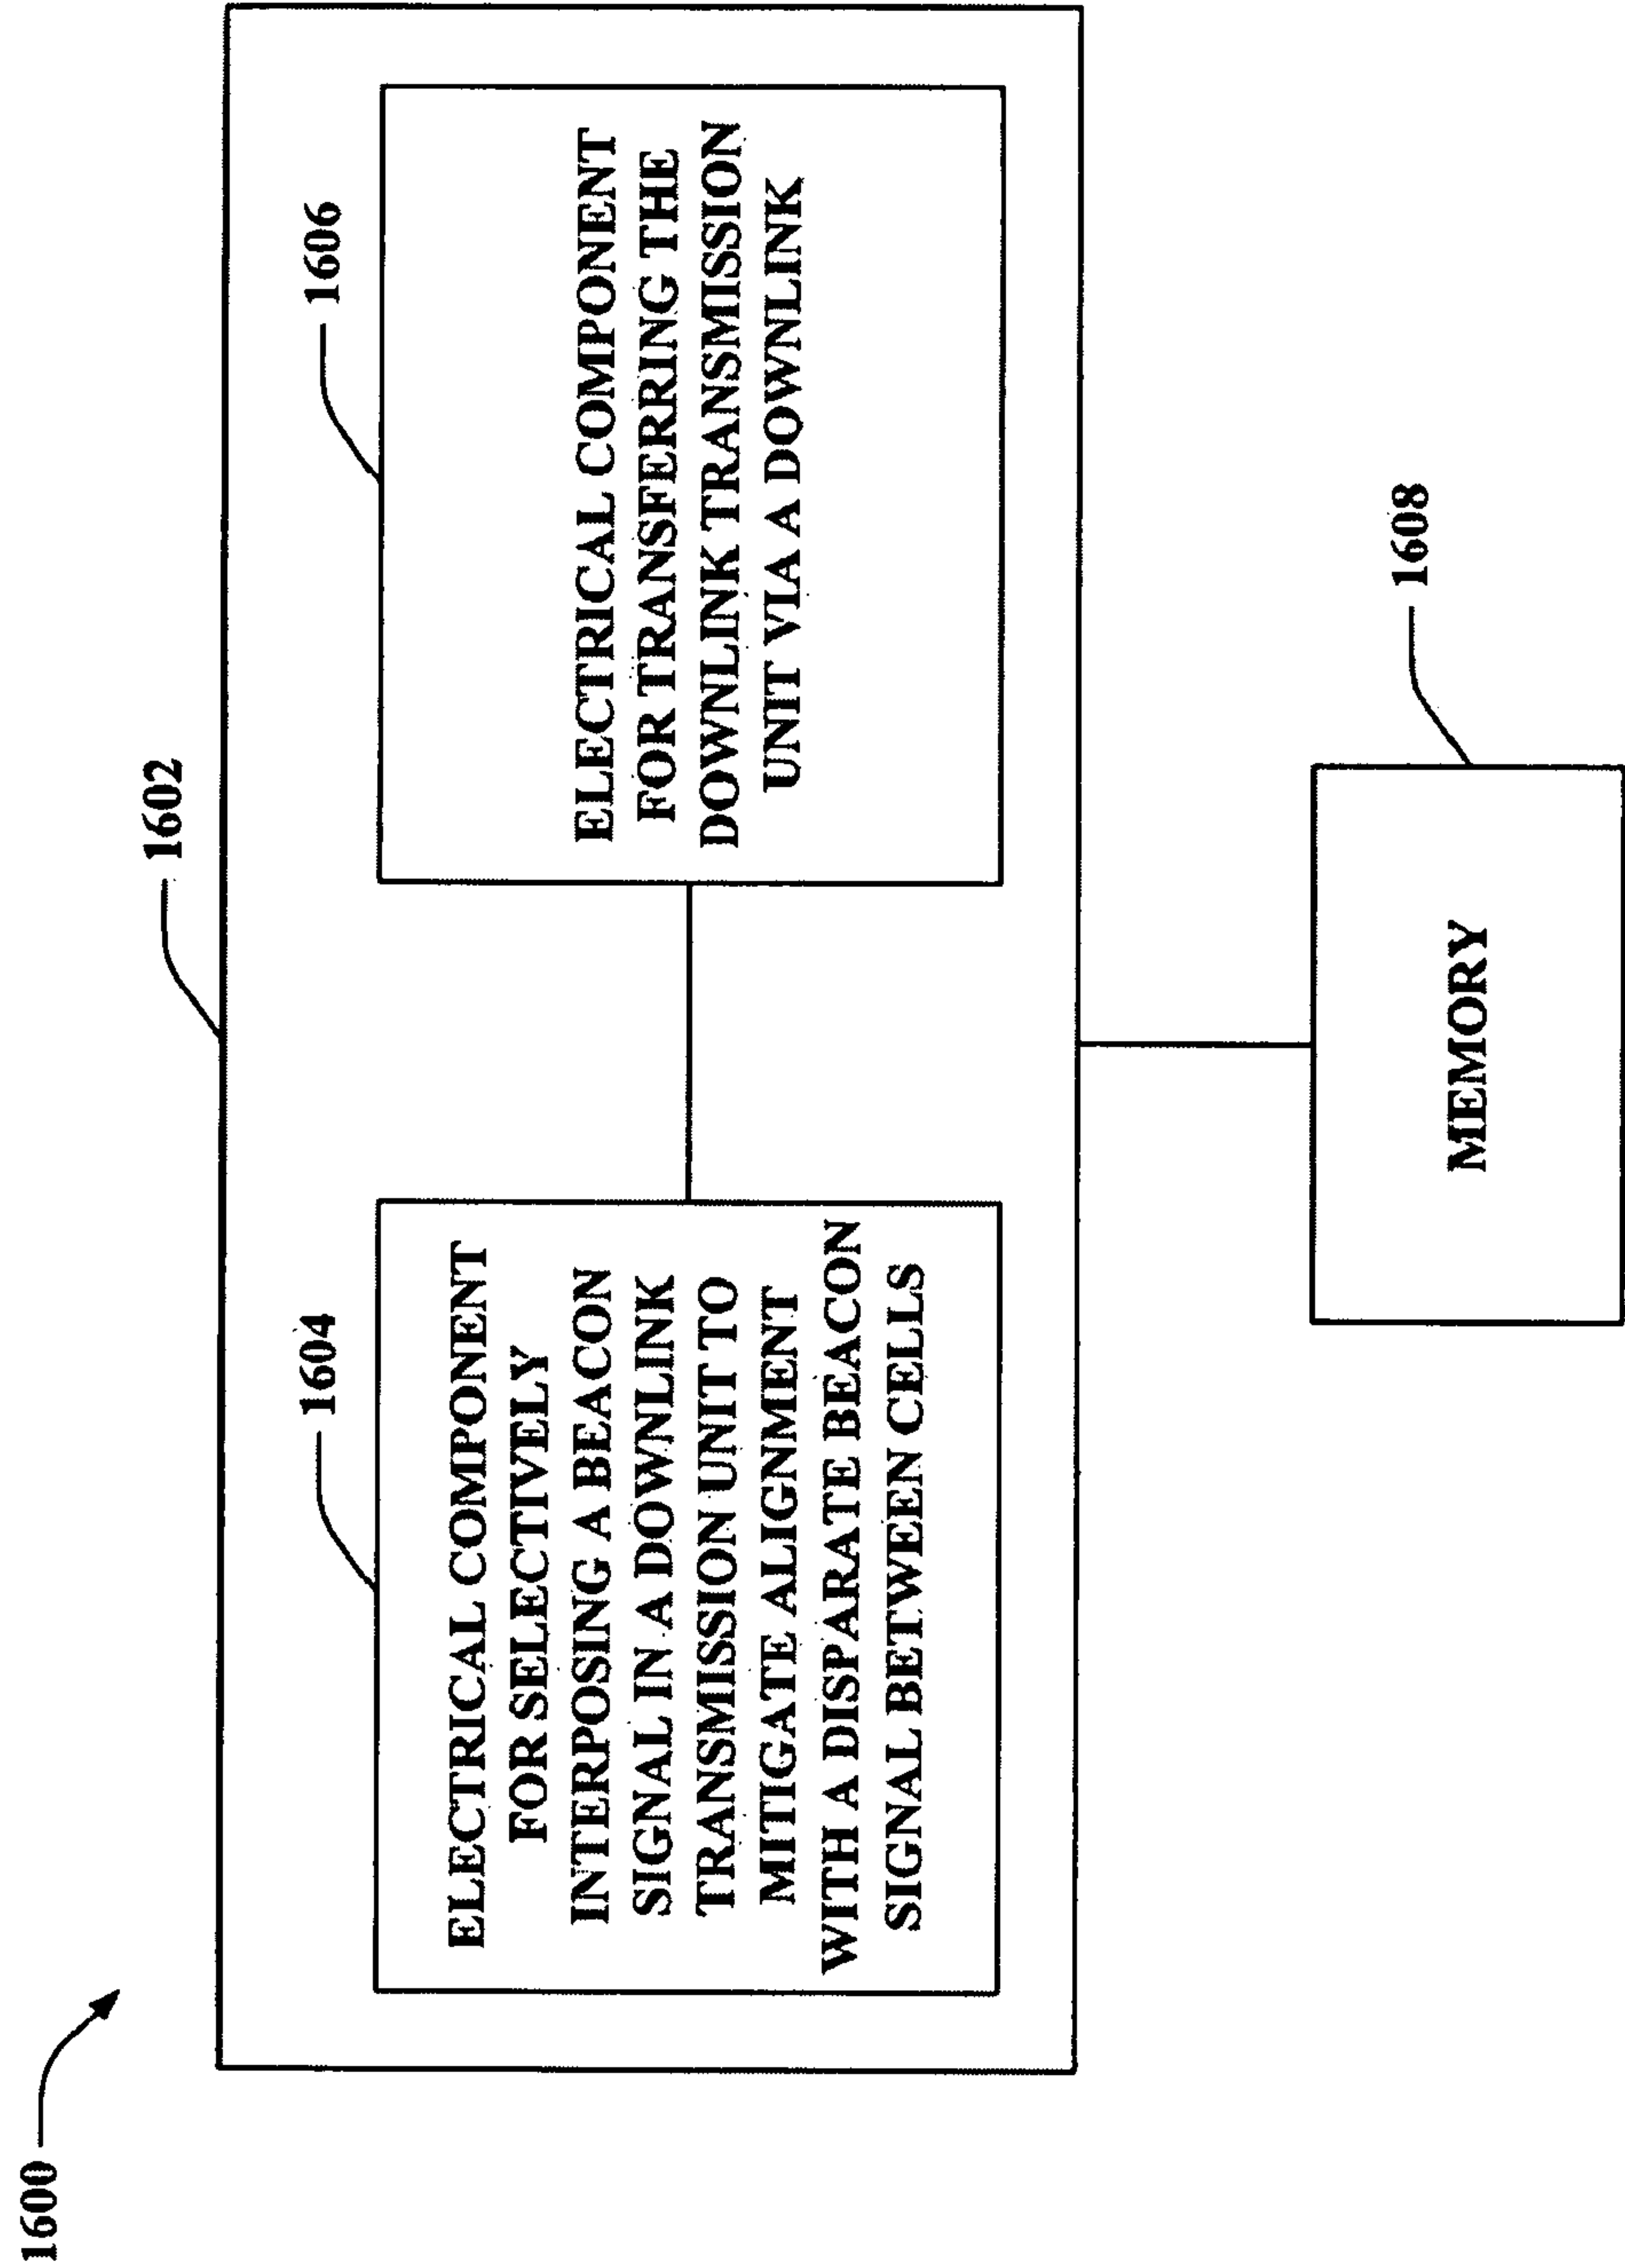 1600
1602
1604
ELECTRICAL COMPONENT
FOR SELECTIVELY
INTERPOSING A BEACON
SIGNAL IN A DOWNLINK
TRANSMISSION UNIT TO
MITIGATE ALIGNMENT
WITH A DISPARATE BEACON
SIGNAL BETWEEN CELLS
1606
ELECTRICAL COMPONENT
FOR TRANSFERRING THE
DOWNLINK TRANSMISSION
UNIT VIA A DOWNLINK
1608
MEMORY